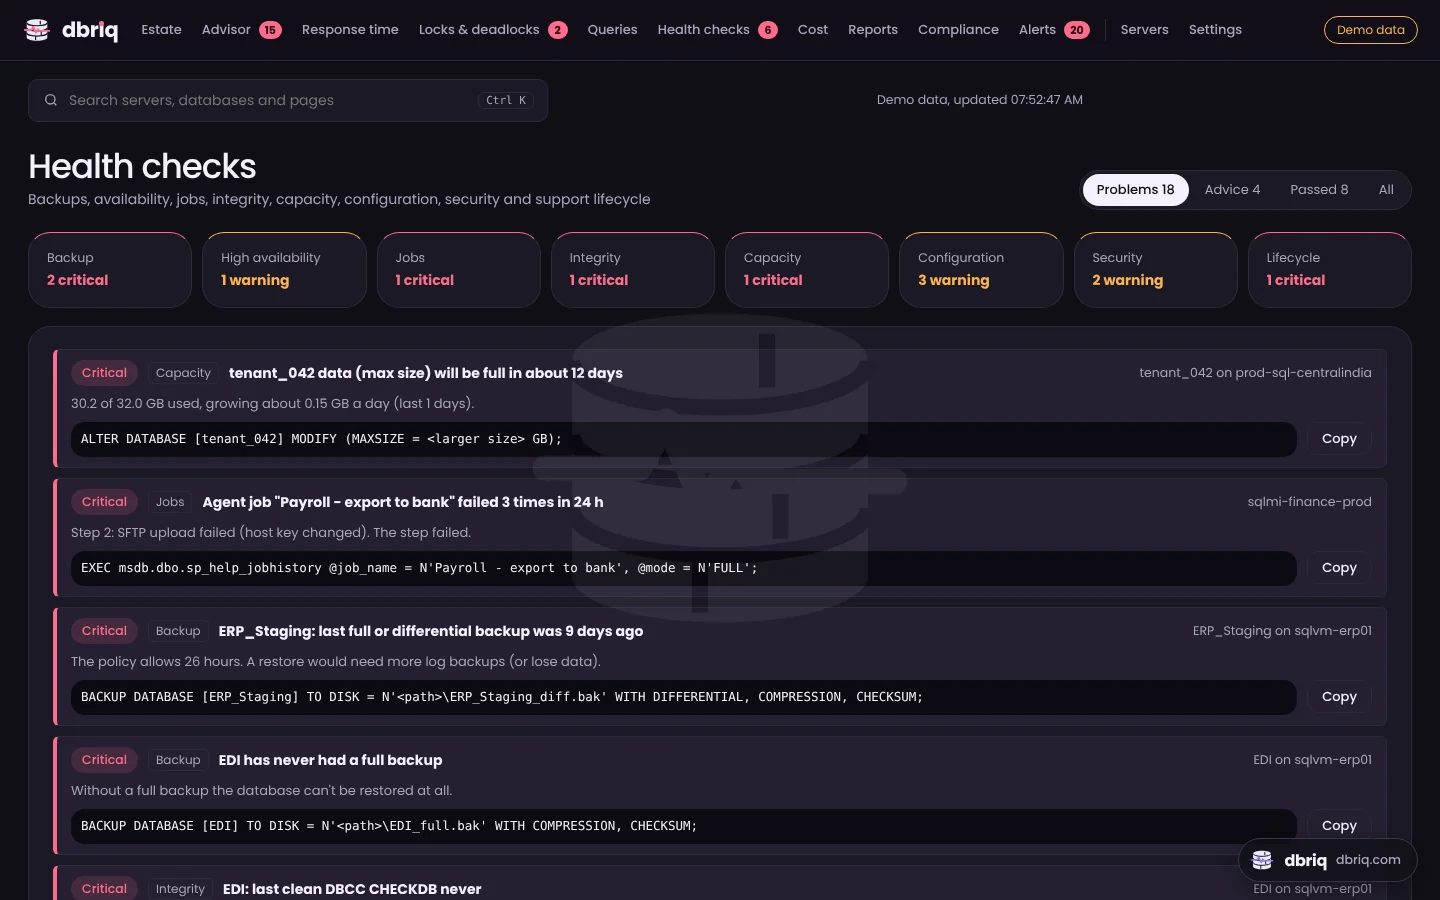 dbriq Estate Advisor 15 Response time Locks & deadlocks 2 Queries Health checks 6 Cost Reports Compliance Alerts 20 Servers Settings Demo data
Search servers, databases and pages Ctrl K Demo data, updated 07:52:47 AM
Health checks
Backups, availability, jobs, integrity, capacity, configuration, security and support lifecycle
Problems 18 Advice 4 Passed 8 All
Backup High availability Jobs Integrity Capacity Configuration Security Lifecycle
2 critical 1 warning 1 critical 1 critical 1 critical 3 warning 2 warning 1 critical
Critical Capacity tenant_042 data (max size) will be full in about 12 days tenant_042 on prod-sql-centralindia
30.2 of 32.0 GB used, growing about 0.15 GB a day (last 1 days).
ALTER DATABASE [tenant_042] MODIFY (MAXSIZE = <larger size> GB); Copy
Critical Jobs Agent job "Payroll - export to bank" failed 3 times in 24 h sqlmi-finance-prod
Step 2: SFTP upload failed (host key changed). The step failed.
EXEC msdb.dbo.sp_help_jobhistory @job_name = N'Payroll - export to bank', @mode = N'FULL'; Copy
Critical Backup ERP_Staging: last full or differential backup was 9 days ago ERP_Staging on sqlvm-erp01
The policy allows 26 hours. A restore would need more log backups (or lose data).
BACKUP DATABASE [ERP_Staging] TO DISK = N'<path>\ERP_Staging_diff.bak' WITH DIFFERENTIAL, COMPRESSION, CHECKSUM; Copy
Critical Backup EDI has never had a full backup EDI on sqlvm-erp01
Without a full backup the database can't be restored at all.
BACKUP DATABASE [EDI] TO DISK = N'<path>\EDI_full.bak' WITH COMPRESSION, CHECKSUM; Copy
dbriq dbriq.com
Critical Integrity EDI: last clean DBCC CHECKDB never EDI on sqlvm-erp01